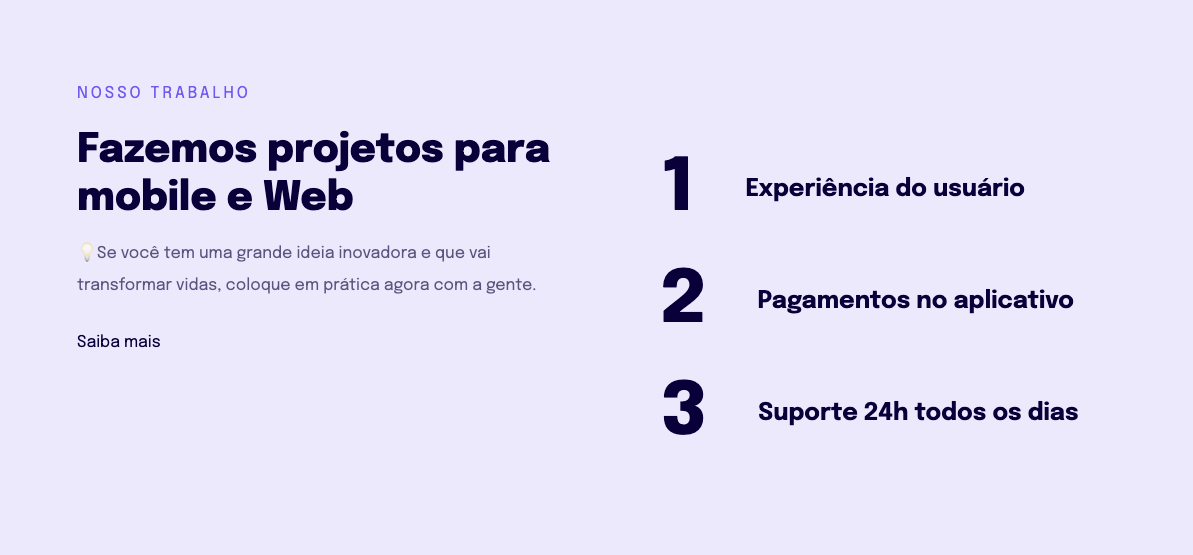 NOSSO TRABALHO
Fazemos projetos para
mobile e Web
💡Se você tem uma grande ideia inovadora e que vai
transformar vidas, coloque em prática agora com a gente.
Saiba mais
1 Experiência do usuário
2 Pagamentos no aplicativo
3 Suporte 24h todos os dias